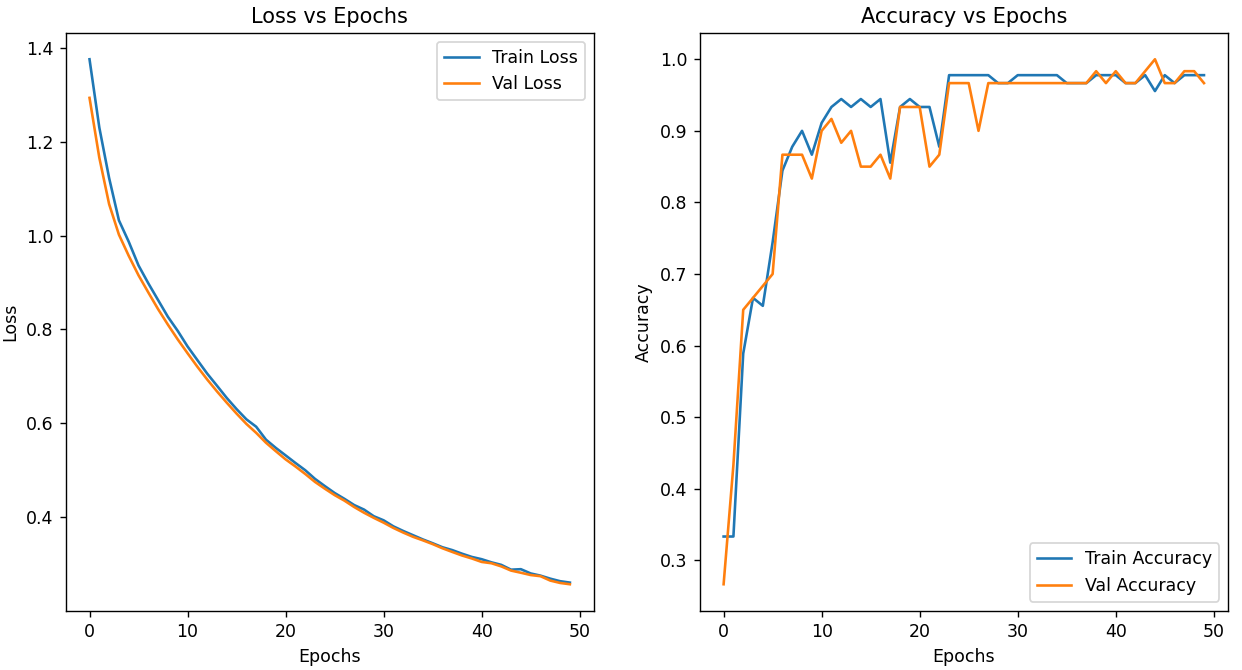 Loss vs Epochs
1.4
1.2
1.0
0.8
0.6
0.4
Loss
0 10 20 30 40 50
Epochs
Train Loss
Val Loss
Accuracy vs Epochs
1.0
0.9
0.8
0.7
0.6
0.5
0.4
0.3
Accuracy
0 10 20 30 40 50
Epochs
Train Accuracy
Val Accuracy